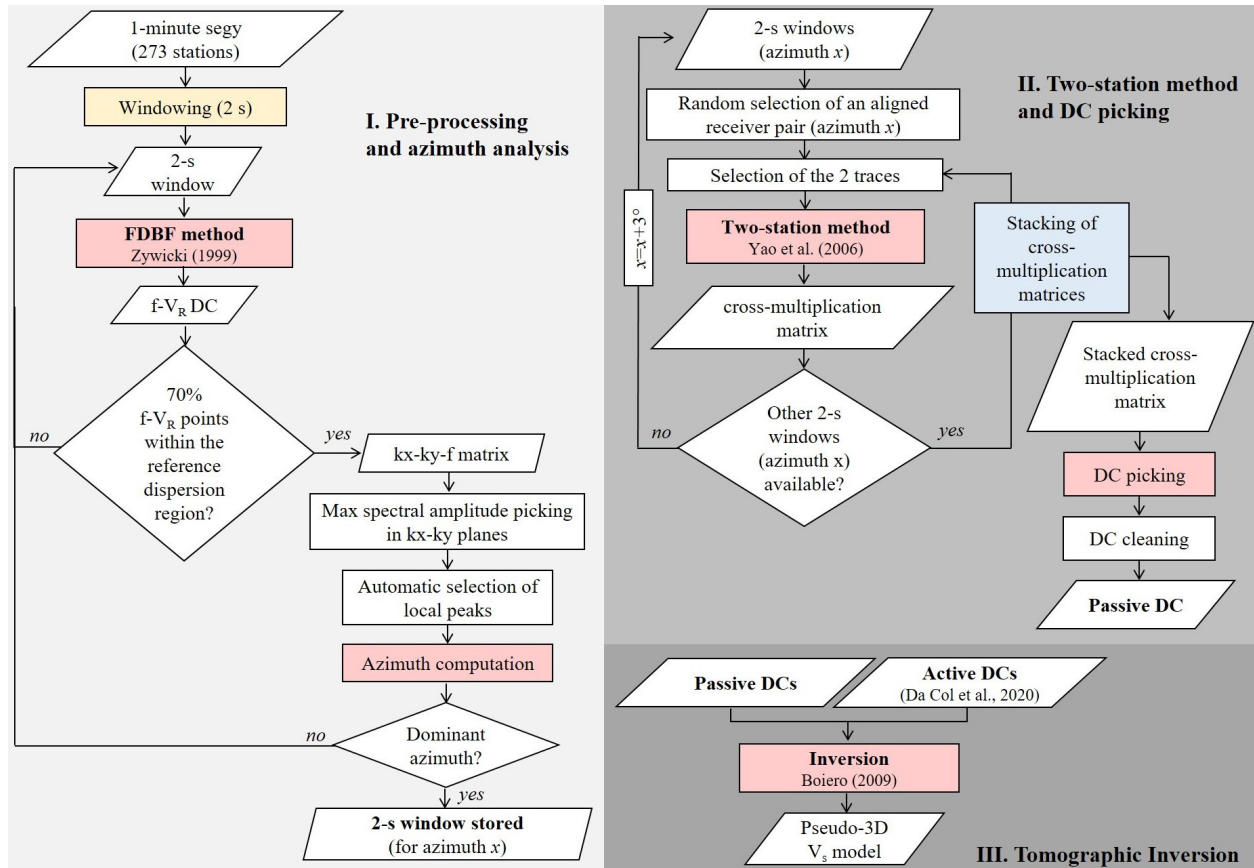 1-minute segy
(273 stations)
Windowing (2 s)
I. Pre-processing
and azimuth analysis
2-s
window
FDBF method
Zywicki (1999)
f-VR DC
70%
f-VR points
within the
reference
dispersion
region?
no
yes
kx-ky-f matrix
Max spectral amplitude picking
in kx-ky planes
Automatic selection of
local peaks
Azimuth computation
no
Dominant
azimuth?
yes
2-s window stored
(for azimuth x)
2-s windows
(azimuth x)
II. Two-station method
and DC picking
Random selection of an aligned
receiver pair (azimuth x)
Selection of the 2 traces
x=x+3°
Two-station method
Yao et al. (2006)
Stacking of
cross-
multiplication
matrices
cross-multiplication
matrix
Other 2-s
windows
(azimuth x)
available?
no
yes
Stacked cross-
multiplication
matrix
DC picking
DC cleaning
Passive DC
Passive DCs
Active DCs
(Da Col et al., 2020)
Inversion
Boiero (2009)
Pseudo-3D
Vs model
III. Tomographic Inversion